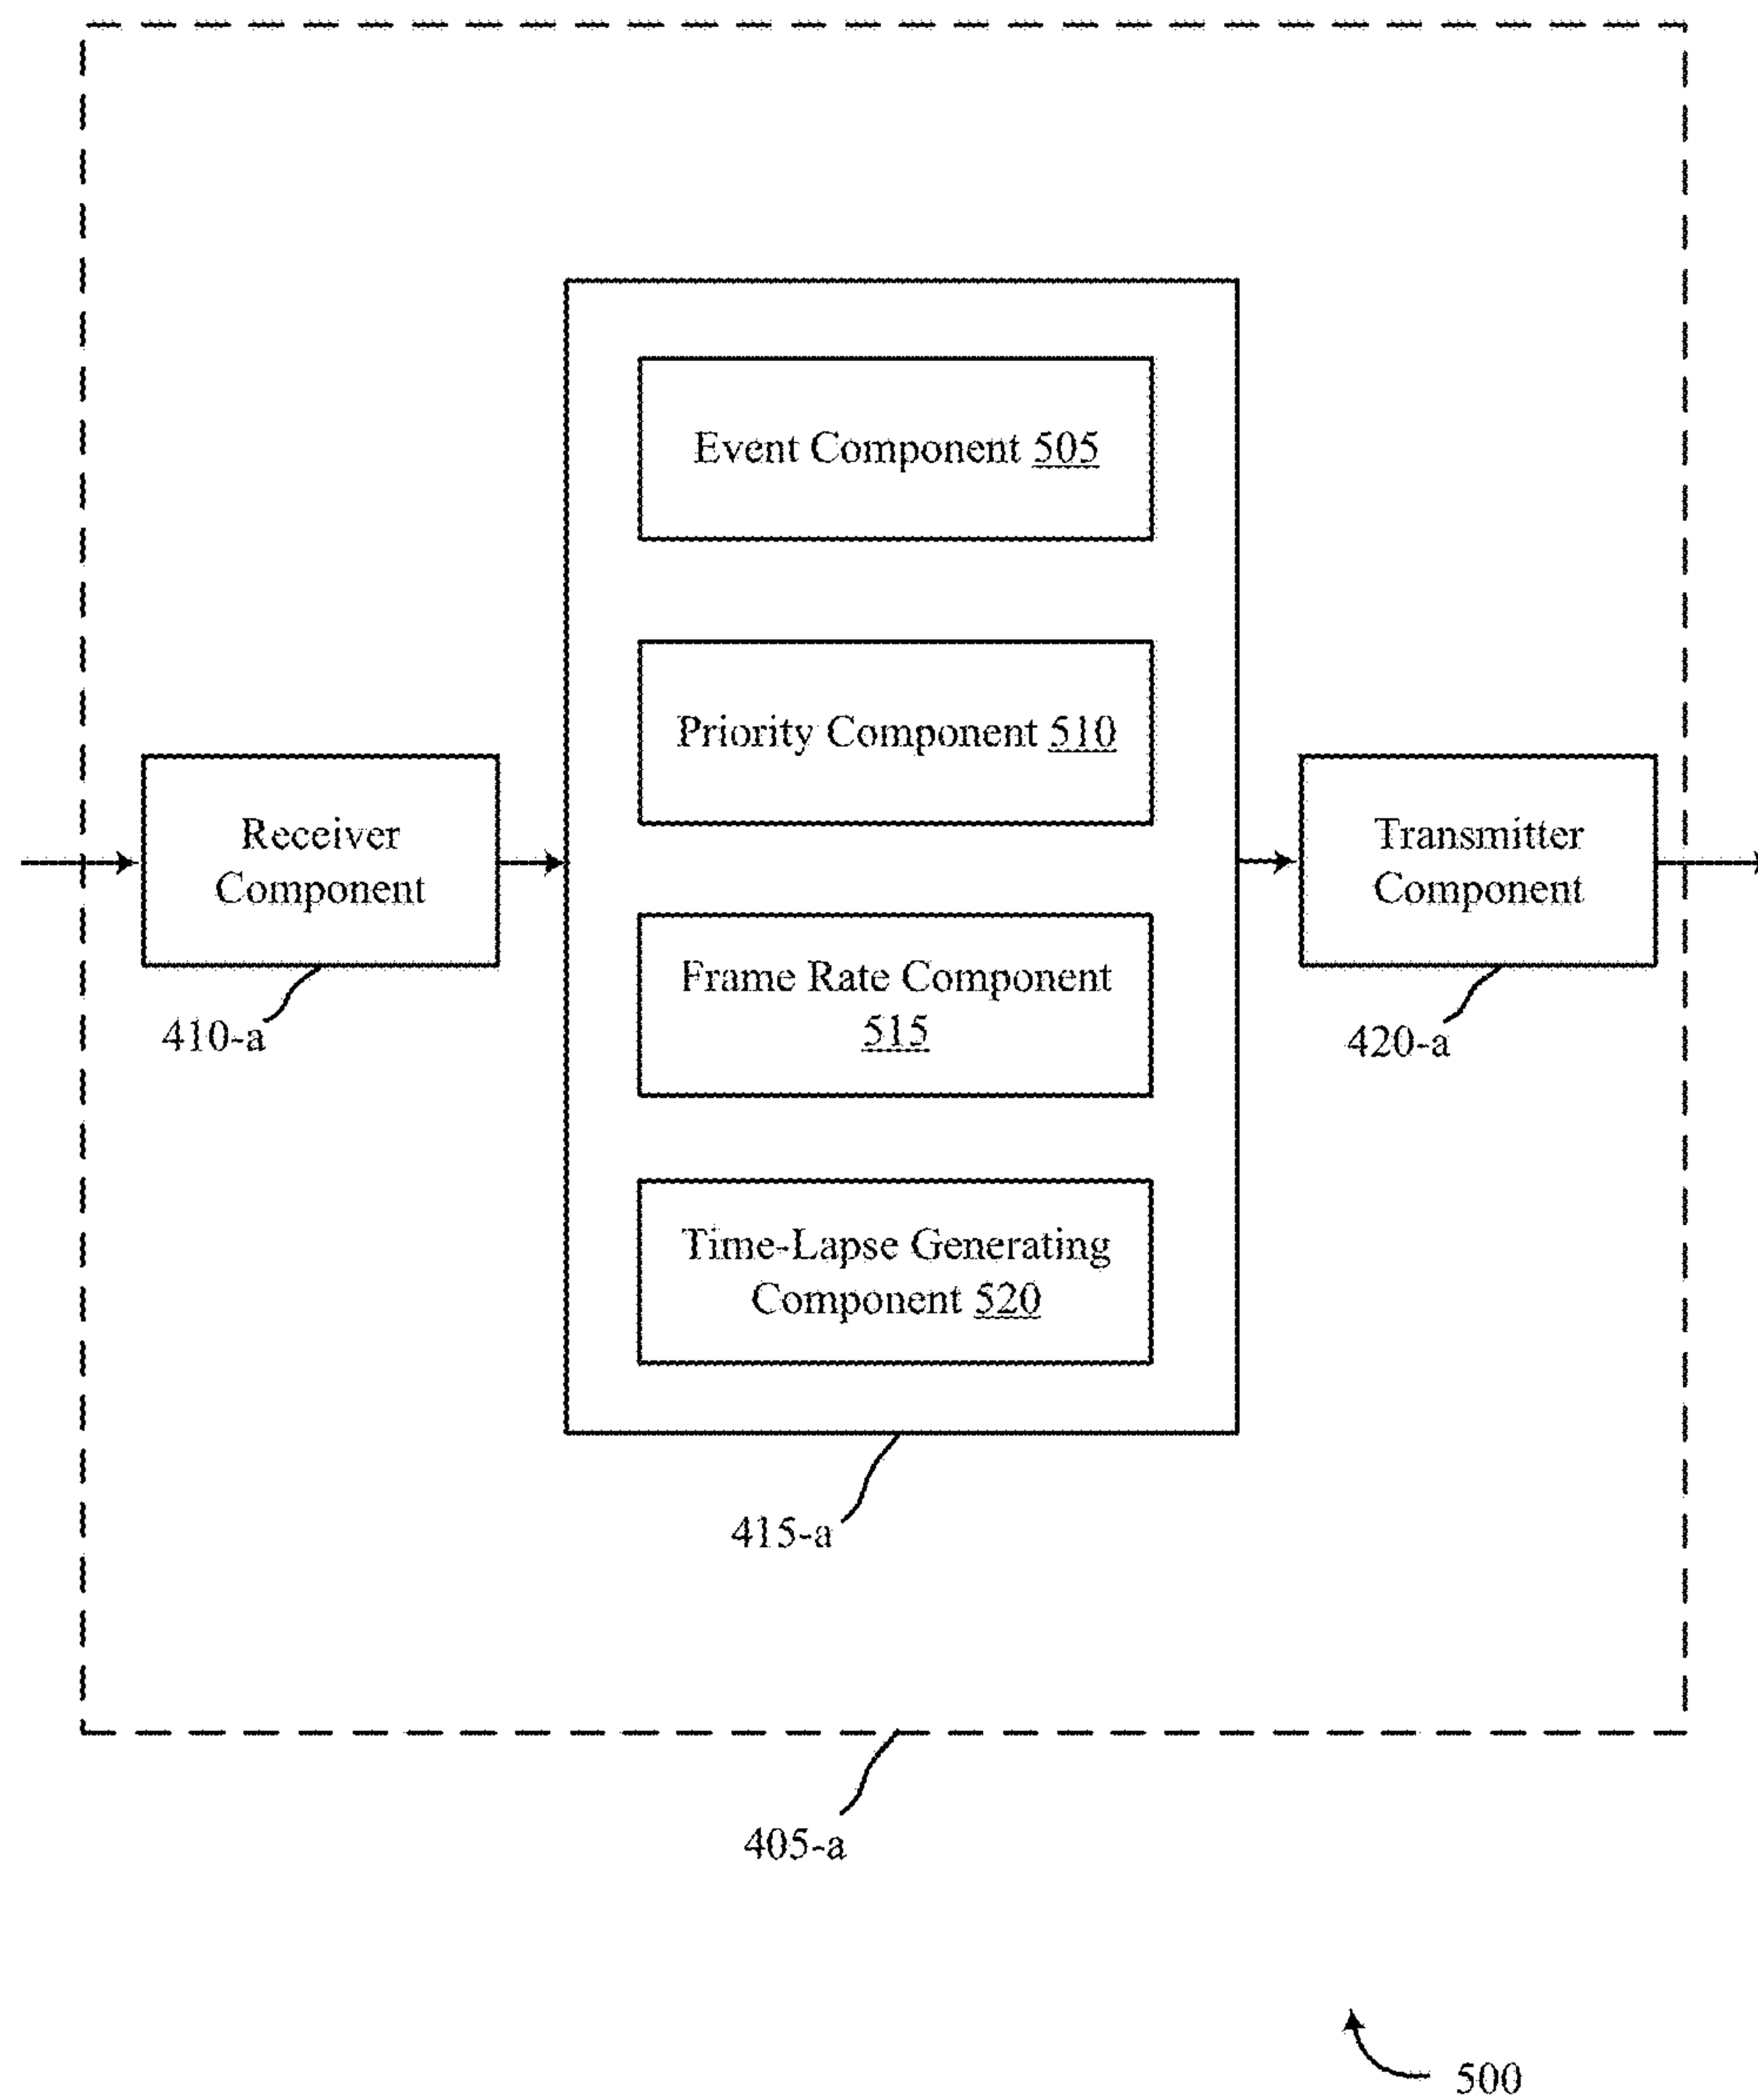 Event Component 505
Priority Component 510
Receiver
Component
Transmitter
Component
Frame Rate Component
515
410-a
420-a
Time-Lapse Generating
Component 520
415-a
405-a
500